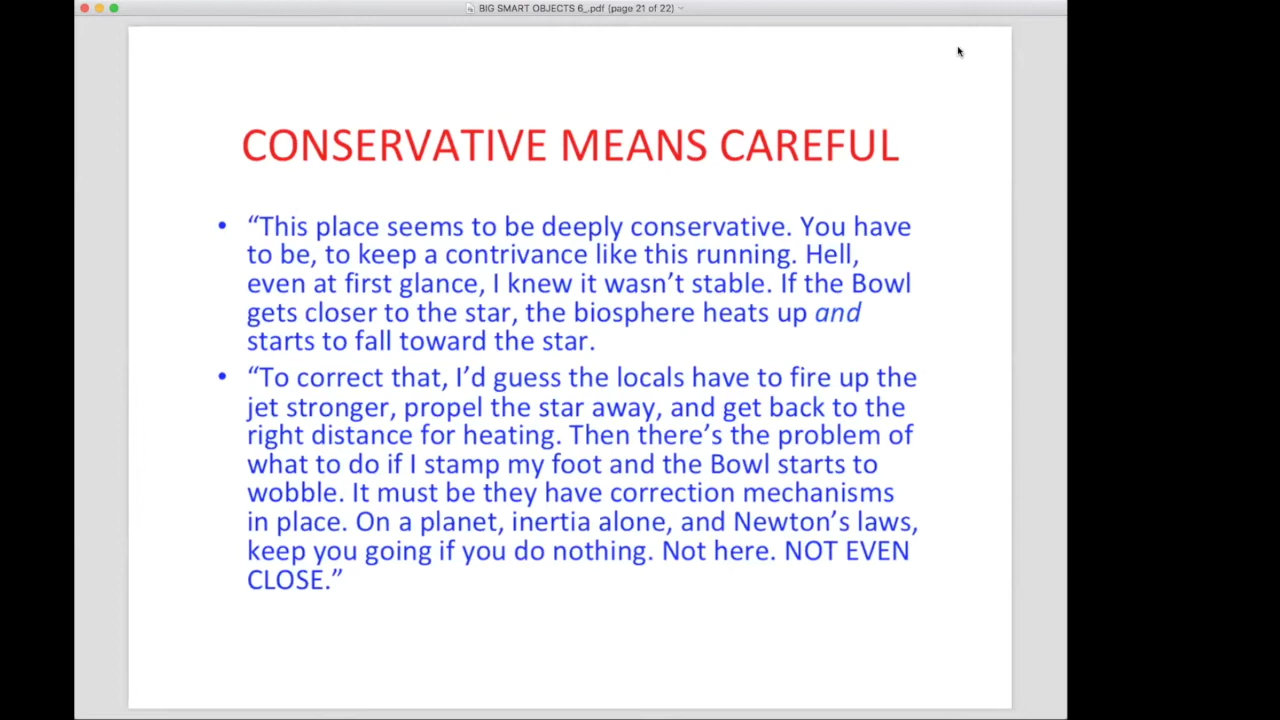 BIG SMART OBJECTS 6_.pdf (page 21 of 22)
CONSERVATIVE MEANS CAREFUL
• “This place seems to be deeply conservative. You have
to be, to keep a contrivance like this running. Hell,
even at first glance, I knew it wasn’t stable. If the Bowl
gets closer to the star, the biosphere heats up and
starts to fall toward the star.
• “To correct that, I’d guess the locals have to fire up the
jet stronger, propel the star away, and get back to the
right distance for heating. Then there’s the problem of
what to do if I stamp my foot and the Bowl starts to
wobble. It must be they have correction mechanisms
in place. On a planet, inertia alone, and Newton’s laws,
keep you going if you do nothing. Not here. NOT EVEN
CLOSE.”